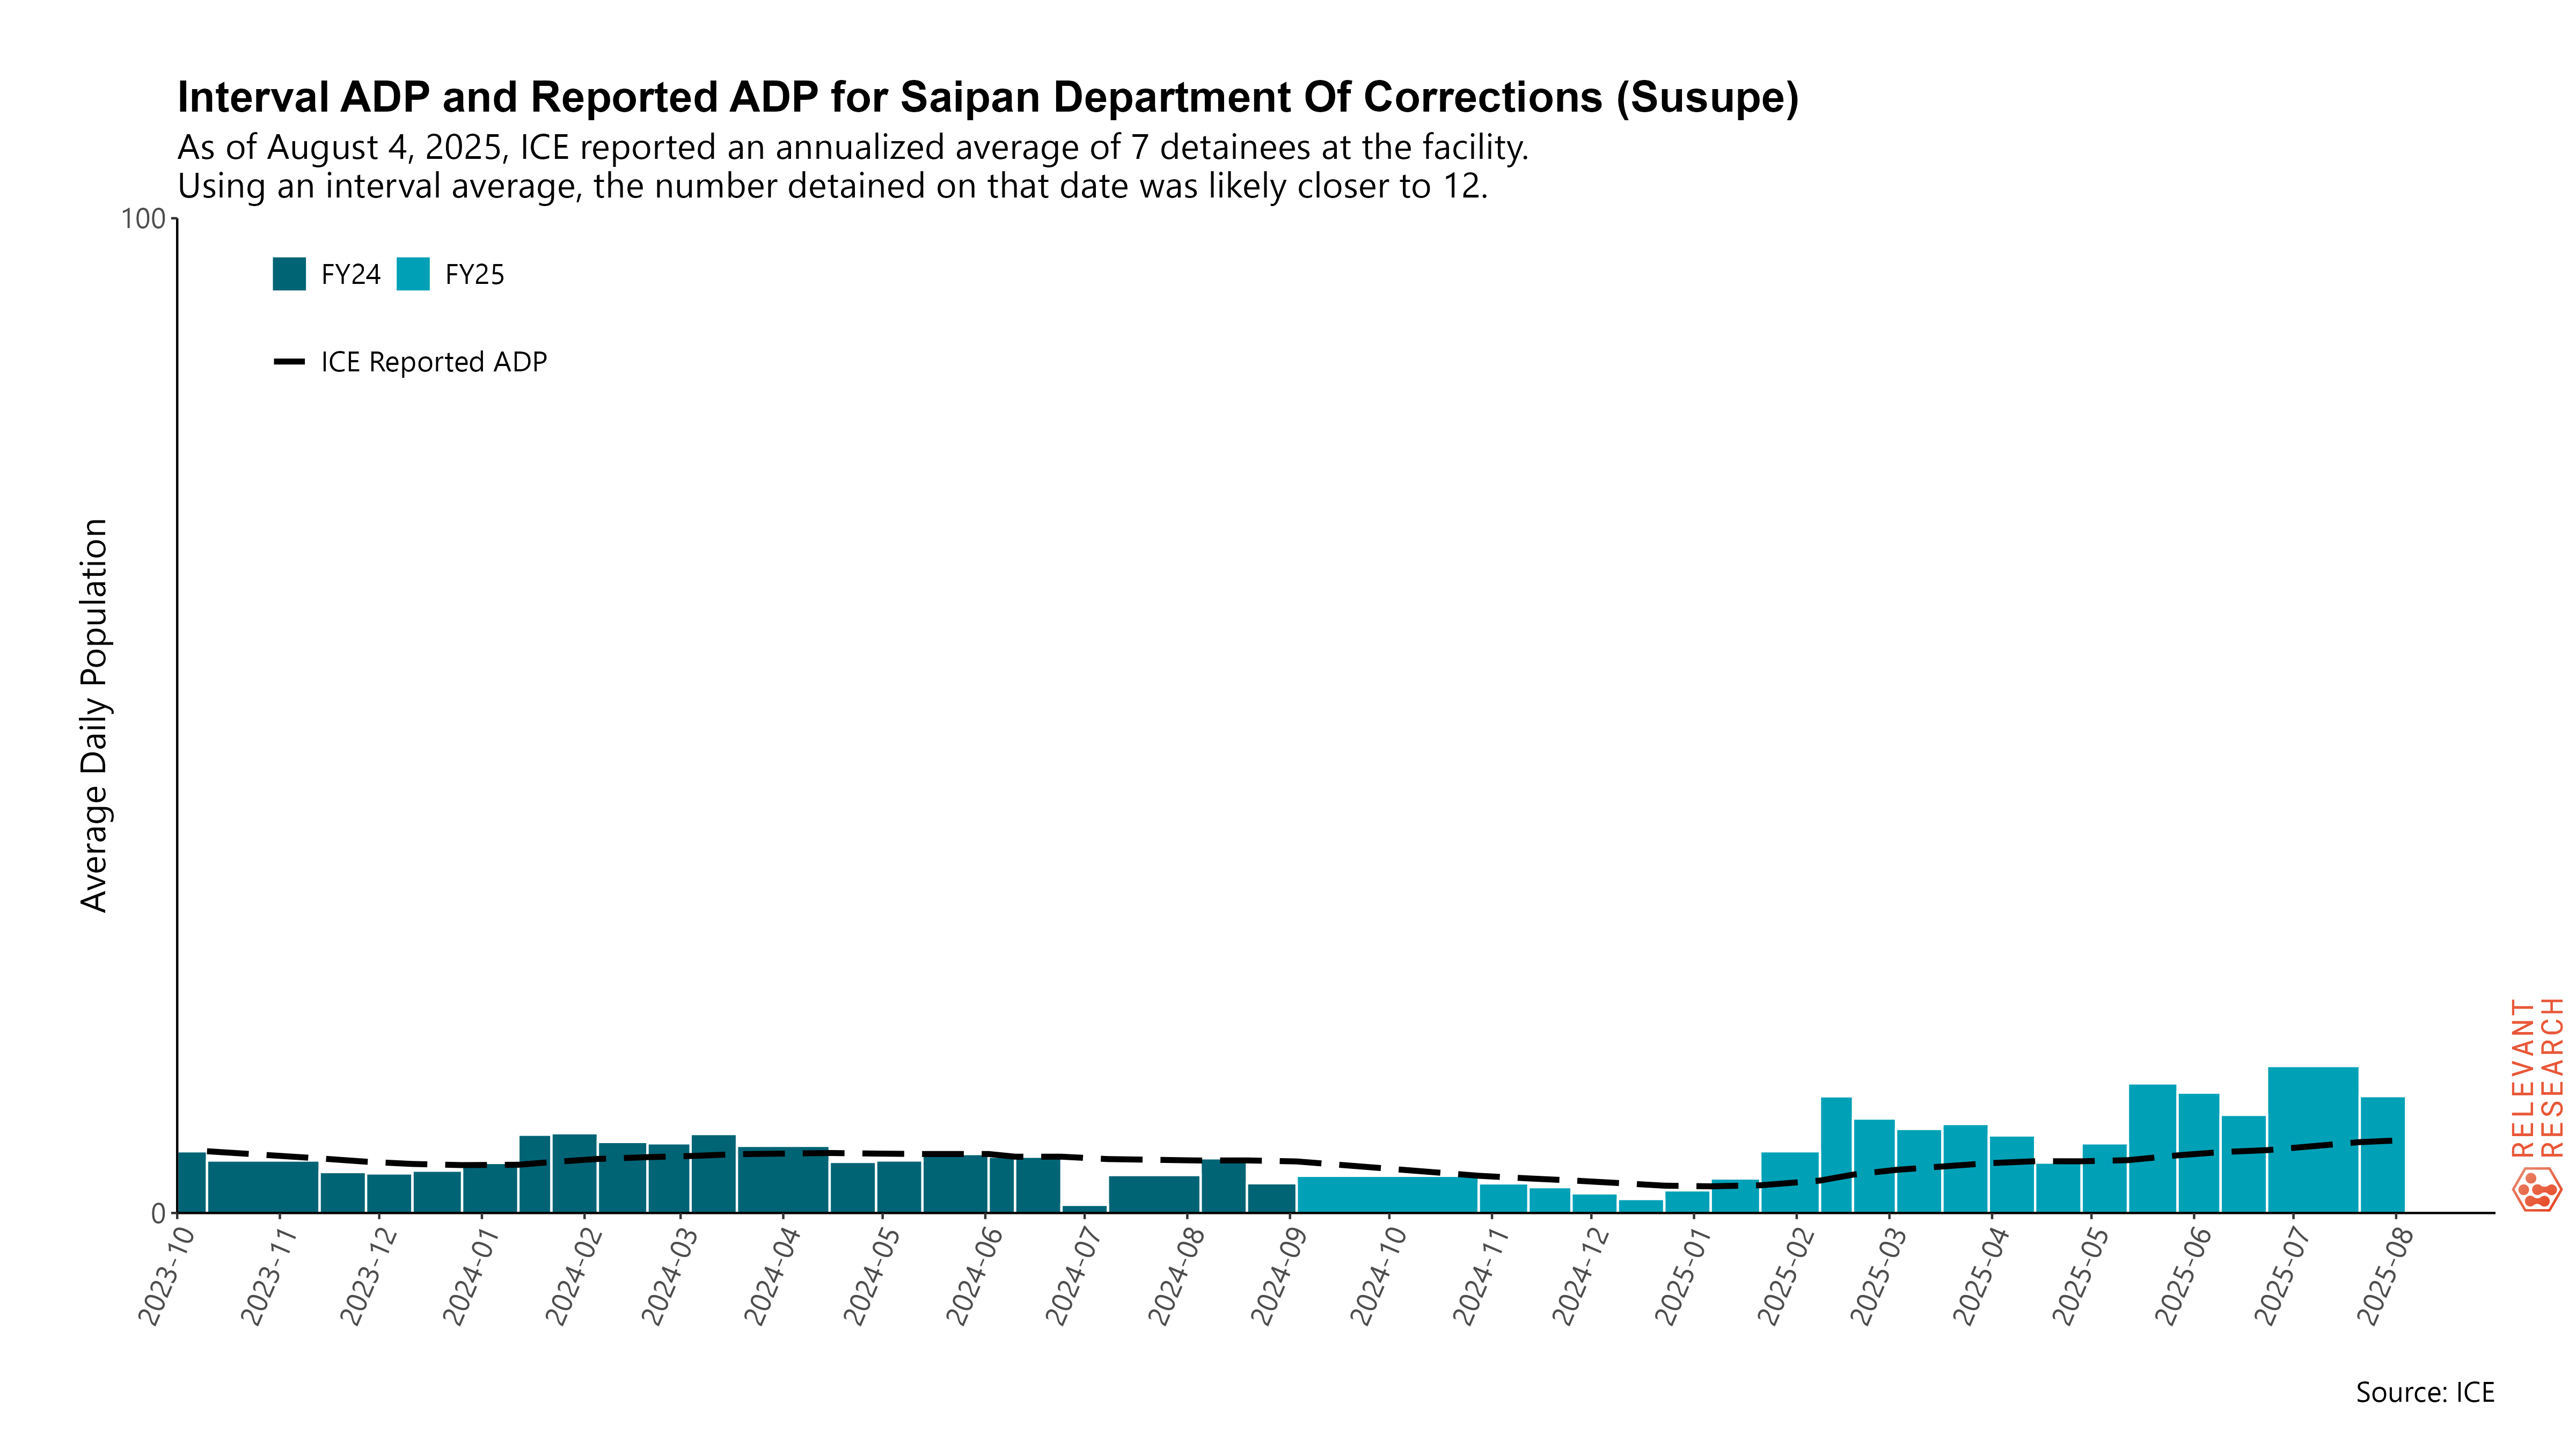 Interval ADP and Reported ADP for Saipan Department Of Corrections (Susupe)
As of August 4, 2025, ICE reported an annualized average of 7 detainees at the facility.
Using an interval average, the number detained on that date was likely closer to 12.
100
FY24 FY25
ICE Reported ADP
Average Daily Population
0
2023-10
2023-11
2023-12
2024-01
2024-02
2024-03
2024-04
2024-05
2024-06
2024-07
2024-08
2024-09
2024-10
2024-11
2024-12
2025-01
2025-02
2025-03
2025-04
2025-05
2025-06
2025-07
2025-08
RELEVANT
RESEARCH
Source: ICE